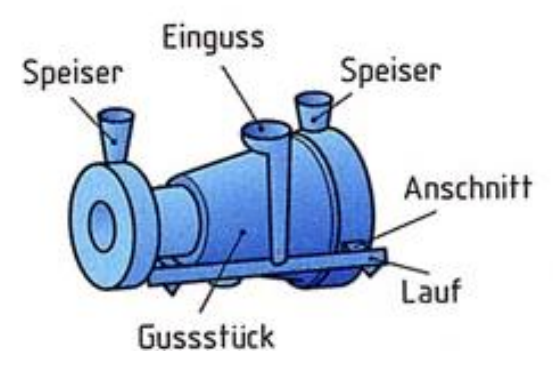 Einguss
Speiser
Speiser
Anschnitt
Lauf
Gussstück